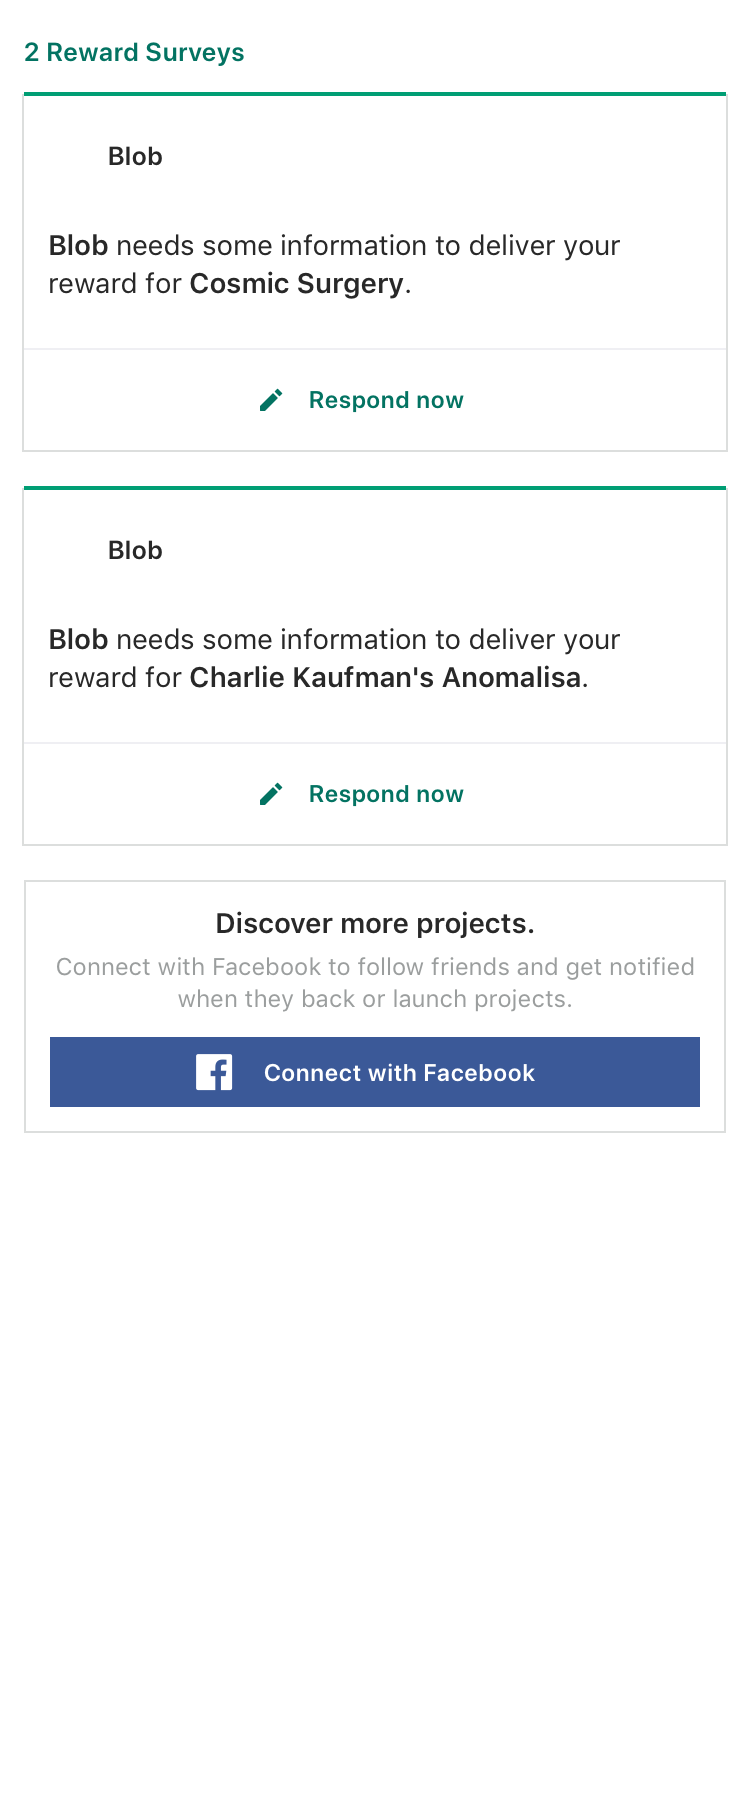 2 Reward Surveys
Blob
Blob needs some information to deliver your
reward for Cosmic Surgery.
Respond now
Blob
Blob needs some information to deliver your
reward for Charlie Kaufman's Anomalisa.
Respond now
Discover more projects.
Connect with Facebook to follow friends and get notified
when they back or launch projects.
Connect with Facebook